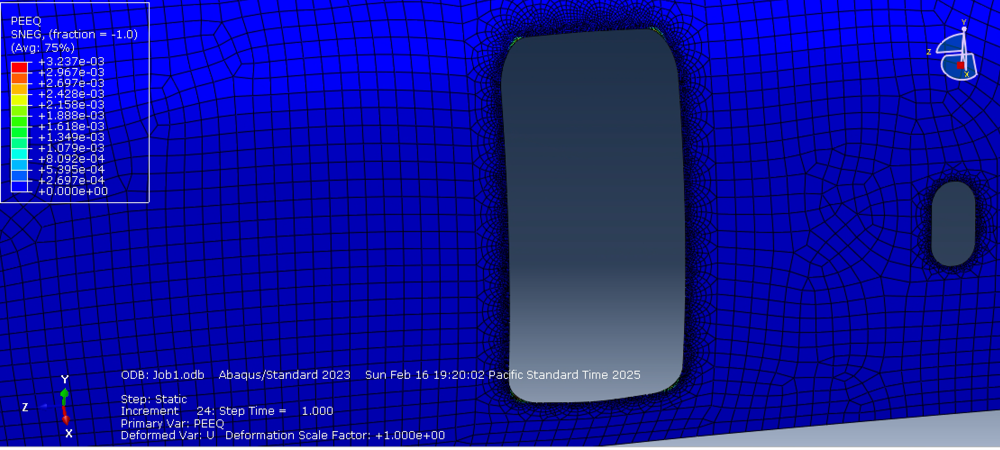 PEEQ
SNEG, (fraction = -1.0)
(Avg: 75%)
+3.237e-03
+2.967e-03
+2.697e-03
+2.428e-03
+2.158e-03
+1.888e-03
+1.618e-03
+1.349e-03
+1.079e-03
+8.092e-04
+5.395e-04
+2.697e-04
+0.000e+00
Y
Z
X
Y
Z
X
ODB: Job1.odb Abaqus/Standard 2023 Sun Feb 16 19:20:02 Pacific Standard Time 2025
Step: Static
Increment 24: Step Time = 1.000
Primary Var: PEEQ
Deformed Var: U Deformation Scale Factor: +1.000e+00